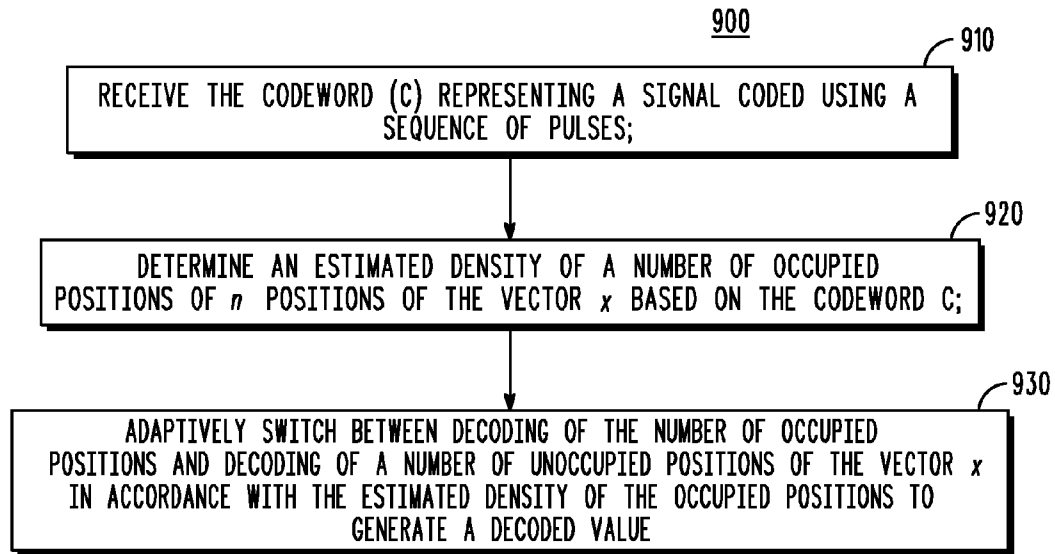 900
910
RECEIVE THE CODEWORD (C) REPRESENTING A SIGNAL CODED USING A
SEQUENCE OF PULSES;
920
DETERMINE AN ESTIMATED DENSITY OF A NUMBER OF OCCUPIED
POSITIONS OF n POSITIONS OF THE VECTOR x BASED ON THE CODEWORD C;
930
ADAPTIVELY SWITCH BETWEEN DECODING OF THE NUMBER OF OCCUPIED
POSITIONS AND DECODING OF A NUMBER OF UNOCCUPIED POSITIONS OF THE VECTOR x
IN ACCORDANCE WITH THE ESTIMATED DENSITY OF THE OCCUPIED POSITIONS TO
GENERATE A DECODED VALUE